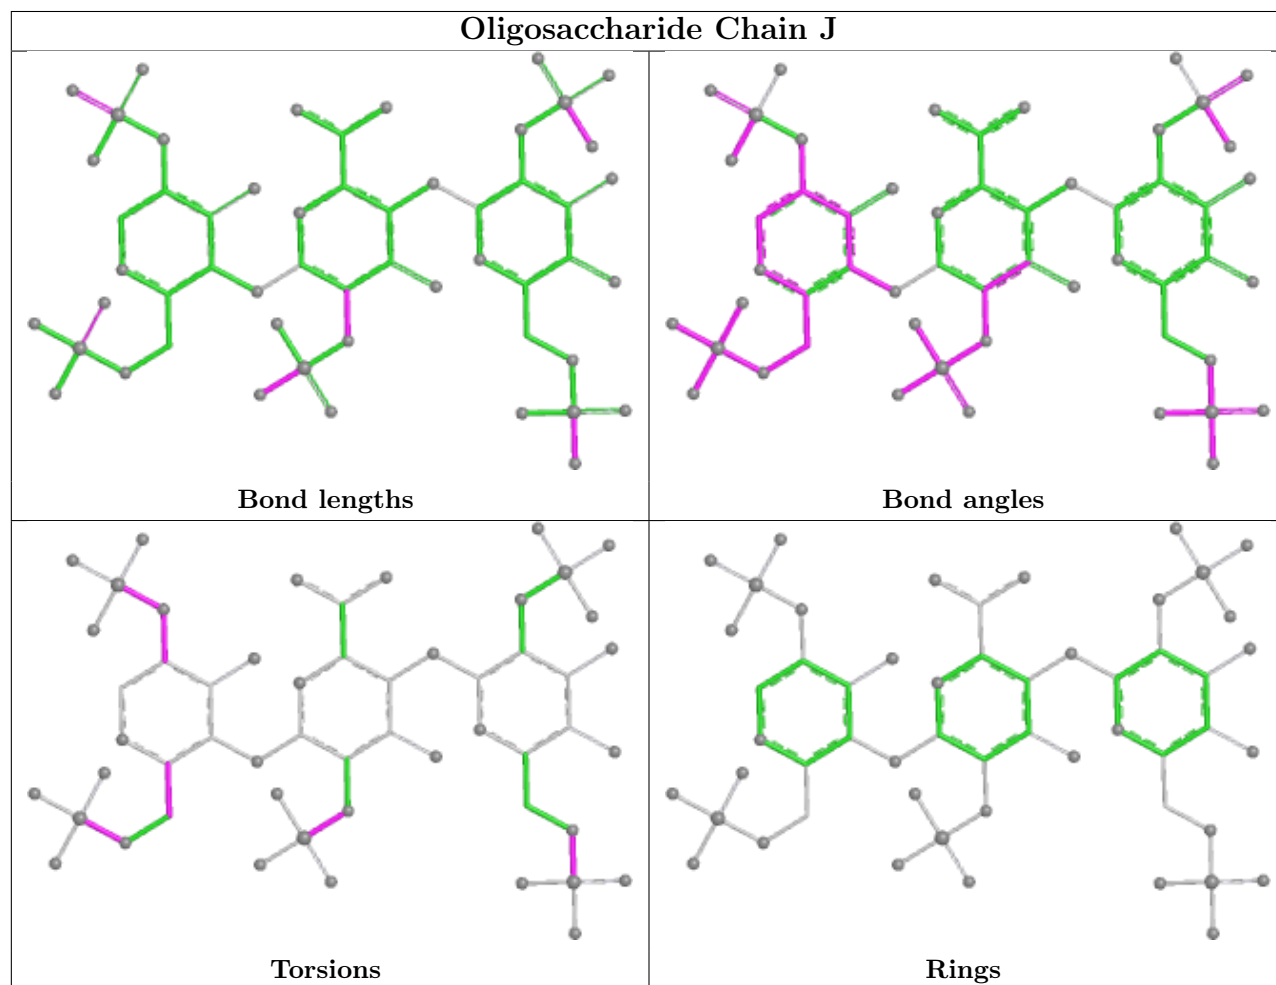 Oligosaccharide Chain J
Bond lengths
Bond angles
Torsions
Rings